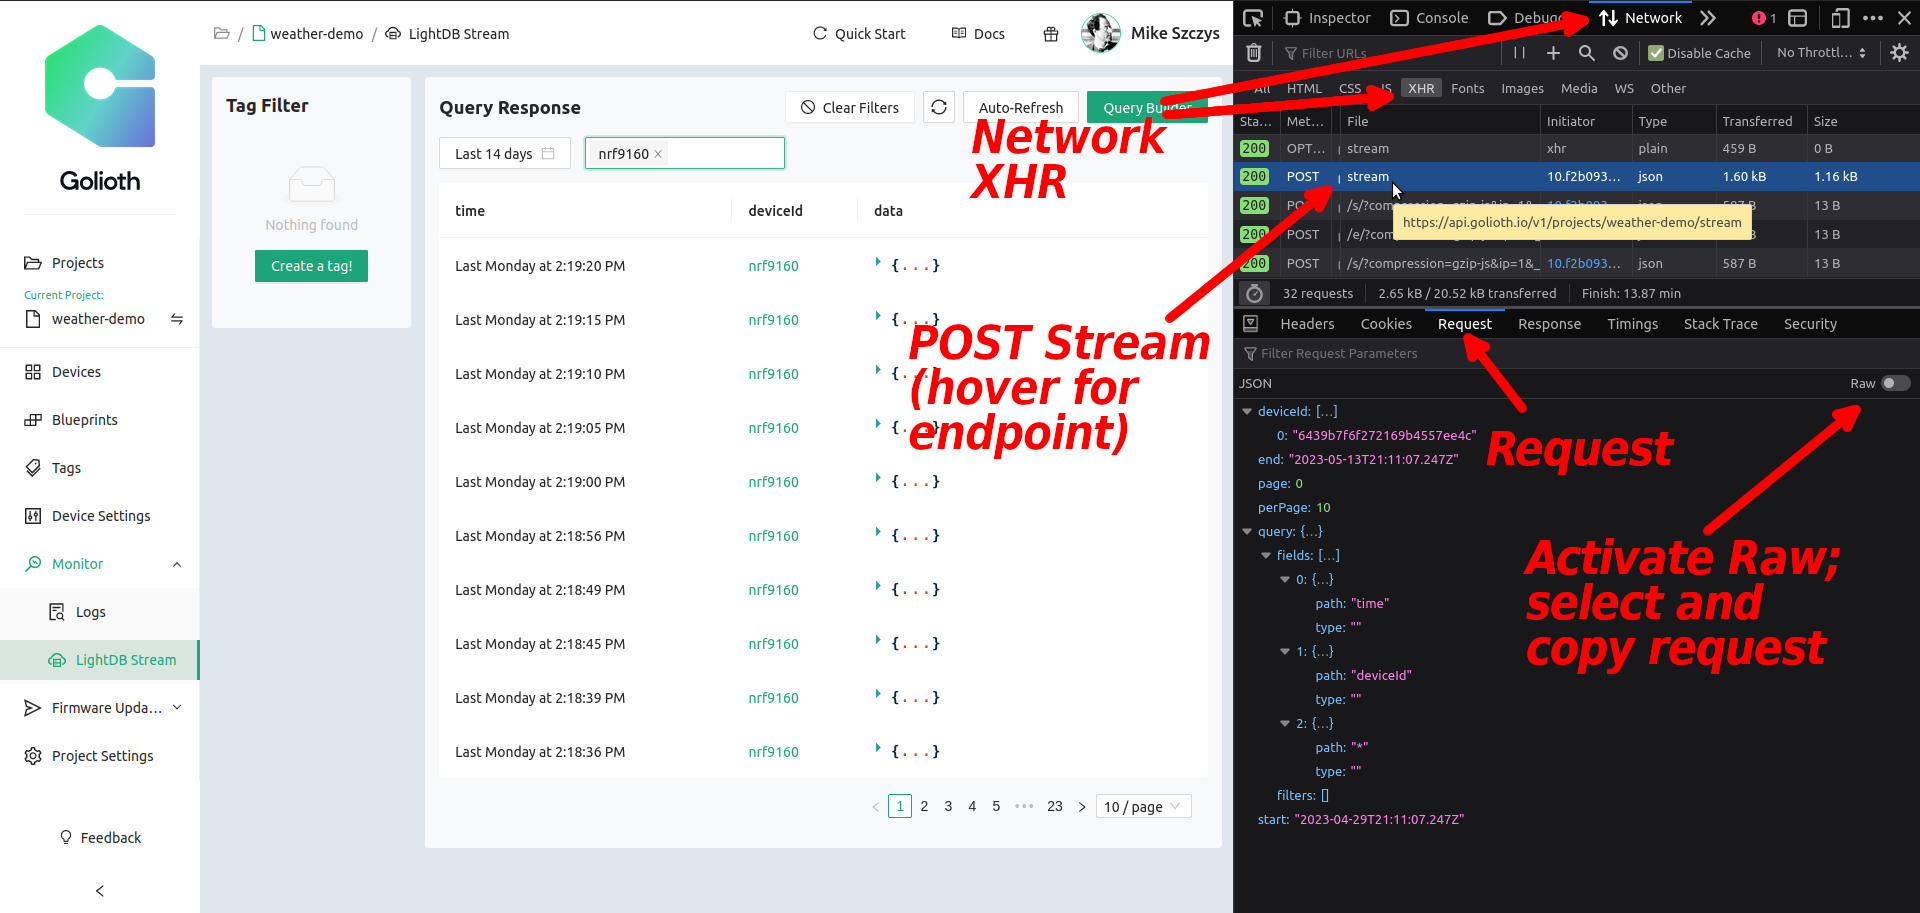 Golioth
Projects
Current Project:
weather-demo
Devices
Blueprints
Tags
Device Settings
Monitor
Logs
LightDB Stream
Firmware Upda...
Project Settings
Feedback
/ weather-demo / LightDB Stream
Quick Start
Docs
Mike Szczys
Tag Filter
Nothing found
Create a tag!
Query Response
Clear Filters
Auto-Refresh
Query Builder
Last 14 days
nrf9160
time deviceId data
Last Monday at 2:19:20 PM nrf9160 {...}
Last Monday at 2:19:15 PM nrf9160 {...}
Last Monday at 2:19:10 PM nrf9160 {...}
Last Monday at 2:19:05 PM nrf9160 {...}
Last Monday at 2:19:00 PM nrf9160 {...}
Last Monday at 2:18:56 PM nrf9160 {...}
Last Monday at 2:18:49 PM nrf9160 {...}
Last Monday at 2:18:45 PM nrf9160 {...}
Last Monday at 2:18:39 PM nrf9160 {...}
Last Monday at 2:18:36 PM nrf9160 {...}
< 1 2 3 4 5 ••• 23 > 10 / page
Network
XHR
POST Stream
(hover for
endpoint)
Inspector Console Debug Network 1
Filter URLs
Disable Cache No Throttl...
All HTML CSS JS XHR Fonts Images Media WS Other
Sta... Met... File Initiator Type Transferred Size
200 OPT... stream xhr plain 459 B 0 B
200 POST stream 10.f2b093... json 1.60 kB 1.16 kB
200 13 B
https://api.golioth.io/v1/projects/weather-demo/stream
200 POST /e/?com 13 B
200 POST /s/?compression=gzip-js&ip=1&_ 10.f2b093... json 587 B 13 B
32 requests 2.65 kB / 20.52 kB transferred Finish: 13.87 min
Headers Cookies Request Response Timings Stack Trace Security
Filter Request Parameters
JSON Raw
deviceId: [...]
0: "6439b7f6f272169b4557ee4c"
end: "2023-05-13T21:11:07.247Z"
page: 0
perPage: 10
query: {...}
fields: [...]
0: {...}
path: "time"
type: ""
1: {...}
path: "deviceId"
type: ""
2: {...}
path: "*"
type: ""
filters: []
start: "2023-04-29T21:11:07.247Z"
Request
Activate Raw;
select and
copy request